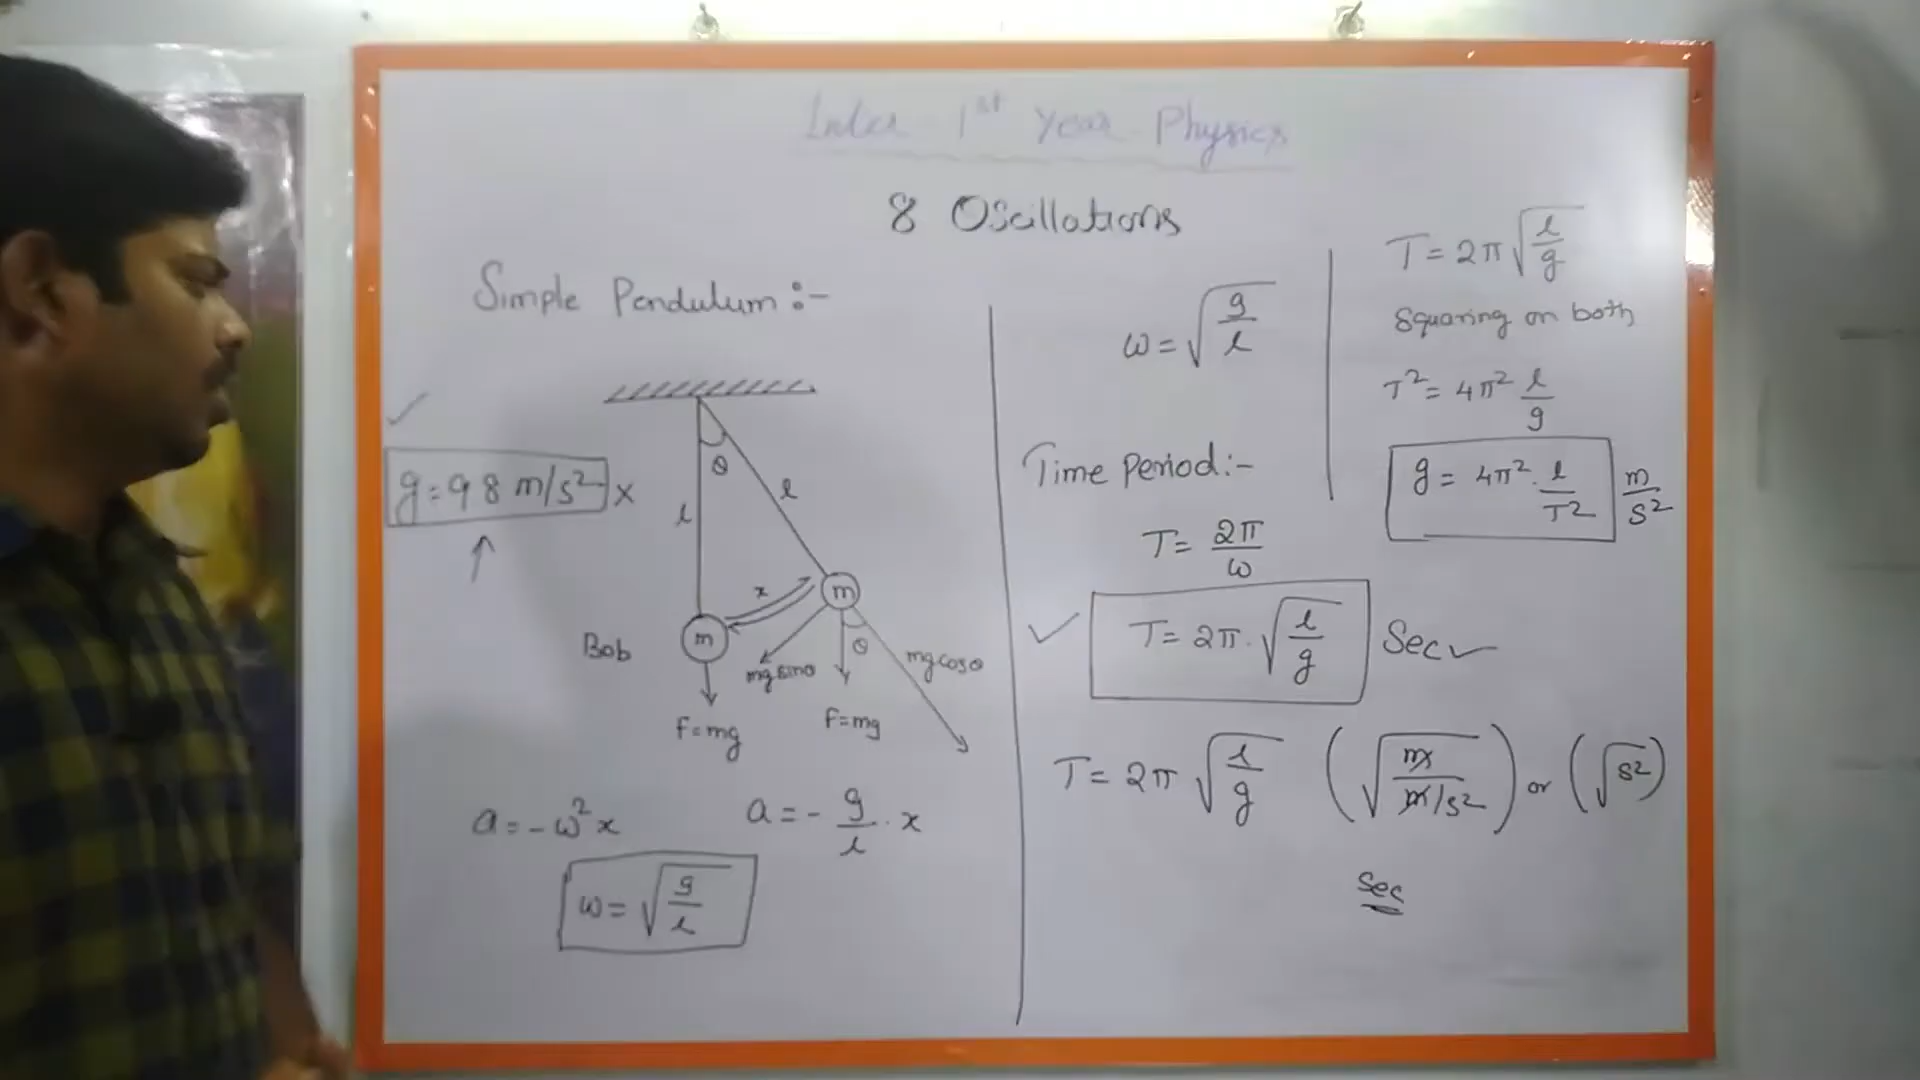 Inter 1st Year Physics
8 Oscillations
Simple Pendulum :-
g = 9 8 m/s² x
θ
l
l
x
m
m
Bob
mg sinθ
θ
mg cosθ
F=mg
F=mg
a = -ω²x
a = - g/l . x
ω = √(g/l)
ω = √(g/l)
Time Period :-
T = 2π/ω
T = 2π . √(l/g) Sec
T = 2π √(l/g) (√(m/m/s²)) or (√s²)
Sec
T = 2π √(l/g)
Squaring on both
T² = 4π² l/g
g = 4π² . l/T² m/s²